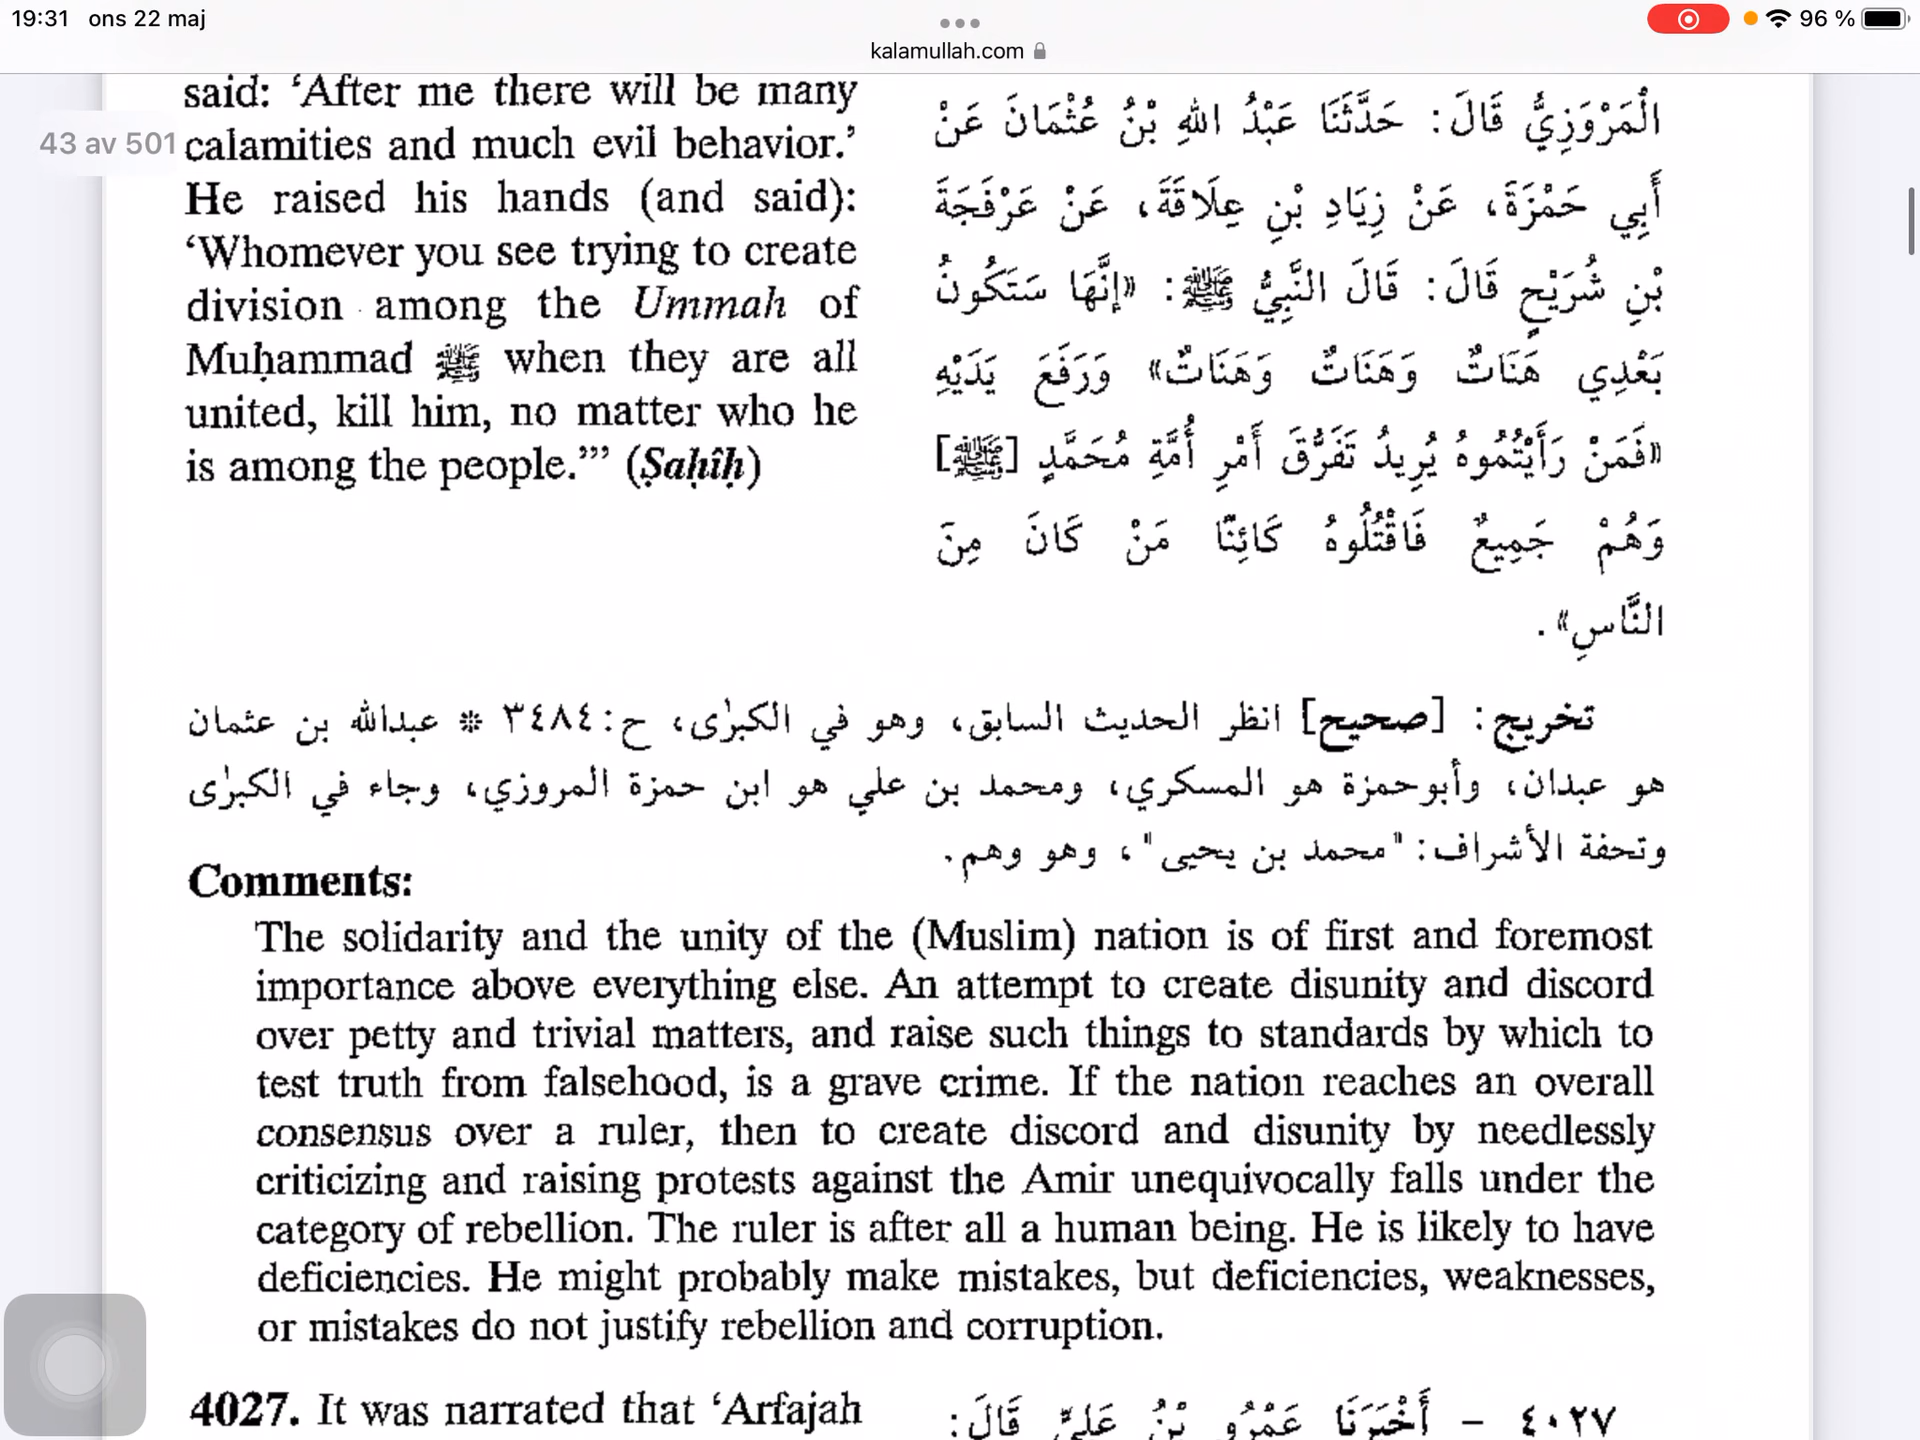 19:31 ons 22 maj
kalamullah.com
96 %
43 av 501
said: ‘After me there will be many
calamities and much evil behavior.’
He raised his hands (and said):
‘Whomever you see trying to create
division among the Ummah of
Muḥammad ﷺ when they are all
united, kill him, no matter who he
is among the people.’” (Ṣaḥîḥ)
الْمَرْوَزِيُّ قَالَ: حَدَّثَنَا عَبْدُ اللهِ بْنُ عُثْمَانَ عَنْ
أَبِي حَمْزَةَ، عَنْ زِيَادِ بْنِ عِلَاقَةَ، عَنْ عَرْفَجَةَ
بْنِ شُرَيْحٍ قَالَ: قَالَ النَّبِيُّ ﷺ: «إِنَّهَا سَتَكُونُ
بَعْدِي هَنَاتٌ وَهَنَاتٌ وَهَنَاتٌ» وَرَفَعَ يَدَيْهِ
«فَمَنْ رَأَيْتُمُوهُ يُرِيدُ تَفَرُّقَ أَمْرِ أُمَّةِ مُحَمَّدٍ [ﷺ]
وَهُمْ جَمِيعٌ فَاقْتُلُوهُ كَائِنًا مَنْ كَانَ مِنَ
النَّاسِ».
تخريج: [صحيح] انظر الحديث السابق، وهو في الكبرٰى، ح:٣٤٨٤ * عبدالله بن عثمان
هو عبدان، وأبوحمزة هو المسكري، ومحمد بن علي هو ابن حمزة المروزي، وجاء في الكبرٰى
وتحفة الأشراف: "محمد بن يحيى"، وهو وهم.
Comments:
The solidarity and the unity of the (Muslim) nation is of first and foremost
importance above everything else. An attempt to create disunity and discord
over petty and trivial matters, and raise such things to standards by which to
test truth from falsehood, is a grave crime. If the nation reaches an overall
consensus over a ruler, then to create discord and disunity by needlessly
criticizing and raising protests against the Amir unequivocally falls under the
category of rebellion. The ruler is after all a human being. He is likely to have
deficiencies. He might probably make mistakes, but deficiencies, weaknesses,
or mistakes do not justify rebellion and corruption.
4027. It was narrated that ‘Arfajah
٤٠٢٧ - أَخْبَرَنَا عَمْرُو بْنُ عَلِيٍّ قَالَ: